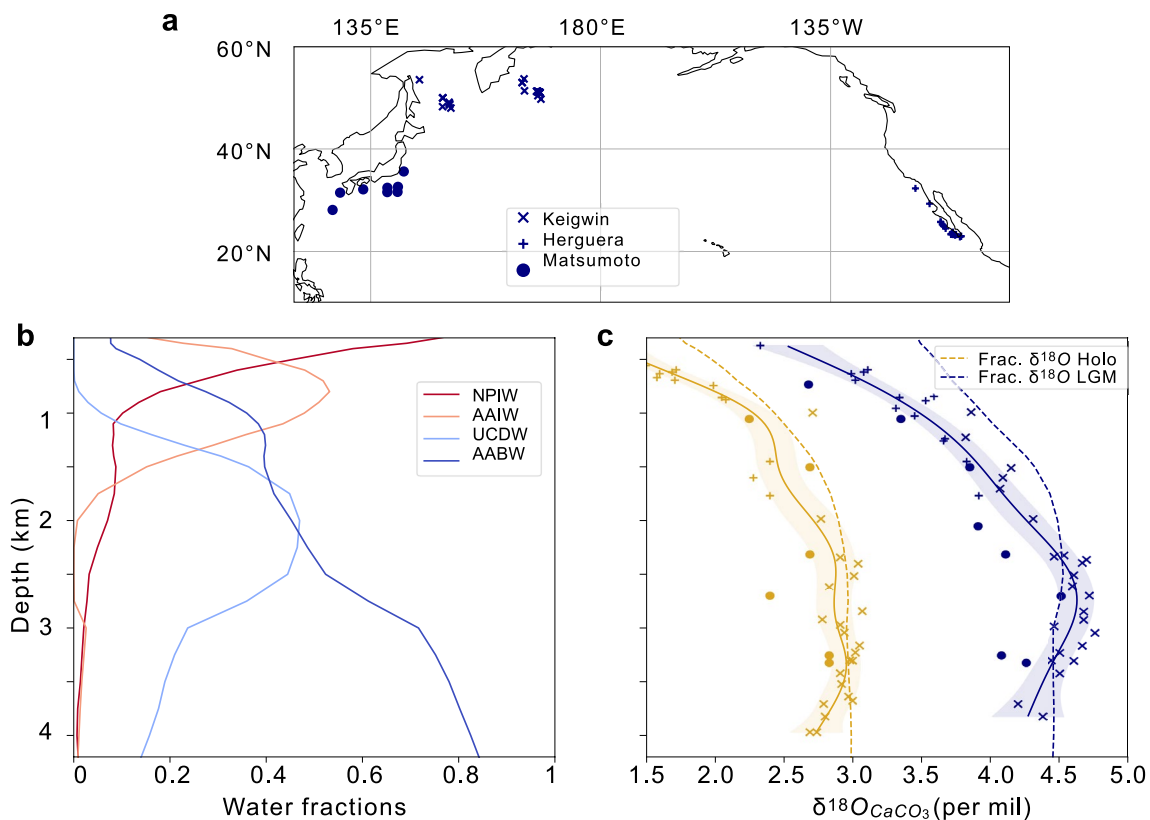 a
135°E
180°E
135°W
60°N
40°N
20°N
Keigwin
Herguera
Matsumoto
b
NPIW
AAIW
UCDW
AABW
1
2
3
4
Depth (km)
0
0.2
0.4
0.6
0.8
1
Water fractions
c
Frac. δ¹⁸O Holo
Frac. δ¹⁸O LGM
1.5
2.0
2.5
3.0
3.5
4.0
4.5
5.0
δ¹⁸O CaCO₃ (per mil)